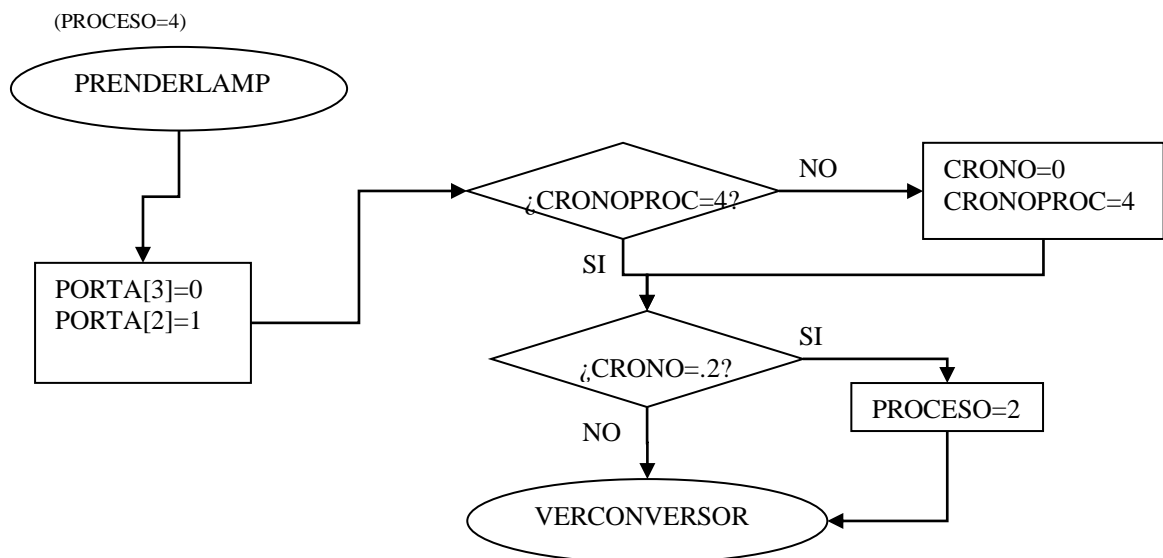 (PROCESO=4)
PRENDERLAMP
PORTA[3]=0
PORTA[2]=1
¿CRONOPROC=4?
NO
CRONO=0
CRONOPROC=4
SI
¿CRONO=.2?
SI
PROCESO=2
NO
VERCONVERSOR